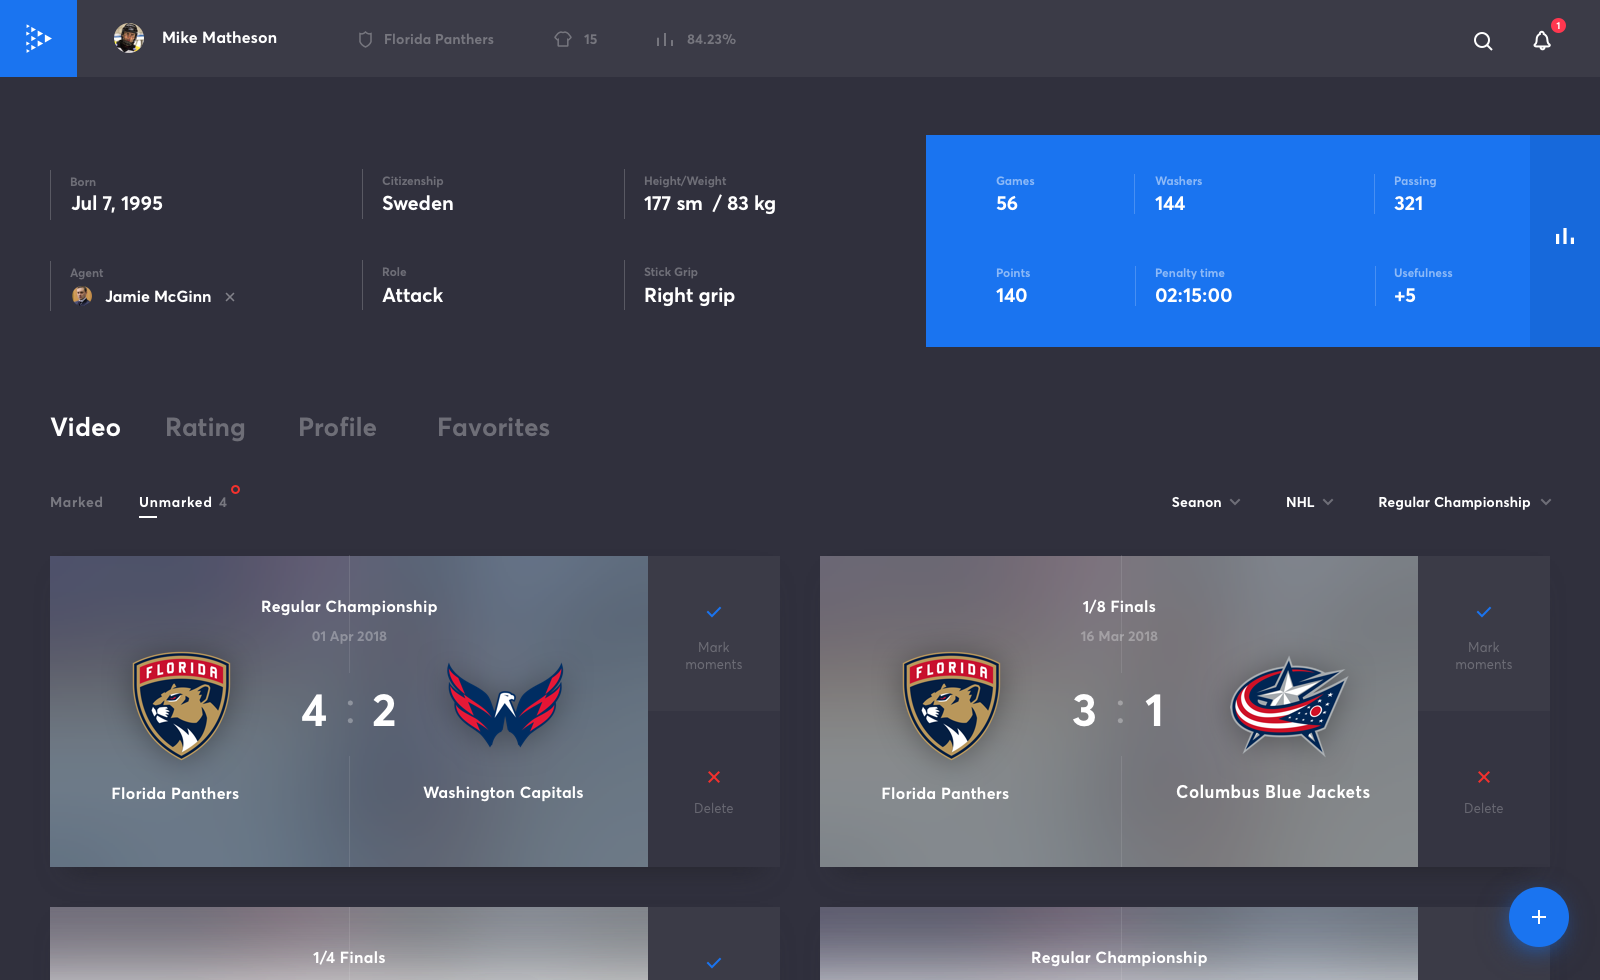 Mike Matheson
Florida Panthers
15
84.23%
1
Born
Jul 7, 1995
Citizenship
Sweden
Height/Weight
177 sm / 83 kg
Agent
Jamie McGinn
Role
Attack
Stick Grip
Right grip
Games
56
Washers
144
Passing
321
Points
140
Penalty time
02:15:00
Usefulness
+5
Video
Rating
Profile
Favorites
Marked
Unmarked 4
Seanon
NHL
Regular Championship
Regular Championship
01 Apr 2018
FLORIDA
4 : 2
Florida Panthers
Washington Capitals
Mark
moments
Delete
1/8 Finals
16 Mar 2018
FLORIDA
3 : 1
Florida Panthers
Columbus Blue Jackets
Mark
moments
Delete
1/4 Finals
Regular Championship